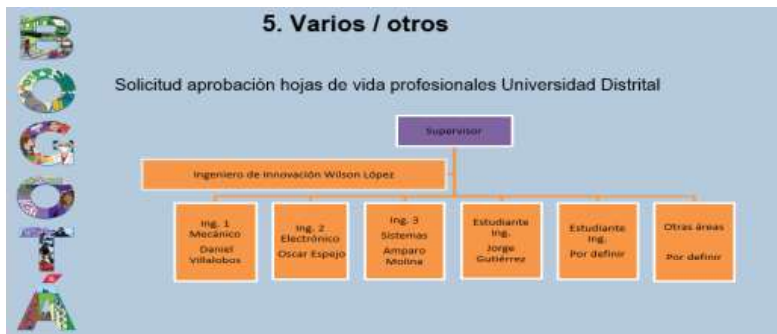 BOGOTÁ
5. Varios / otros
Solicitud aprobación hojas de vida profesionales Universidad Distrital
Supervisor
Ingeniero de Innovación Wilson López
Ing. 1
Mecánico
Daniel
Villalobos
Ing. 2
Electrónico
Oscar Espejo
Ing. 3
Sistemas
Amparo
Molina
Estudiante
Ing.
Jorge
Gutiérrez
Estudiante
Ing.
Por definir
Otras áreas
Por definir